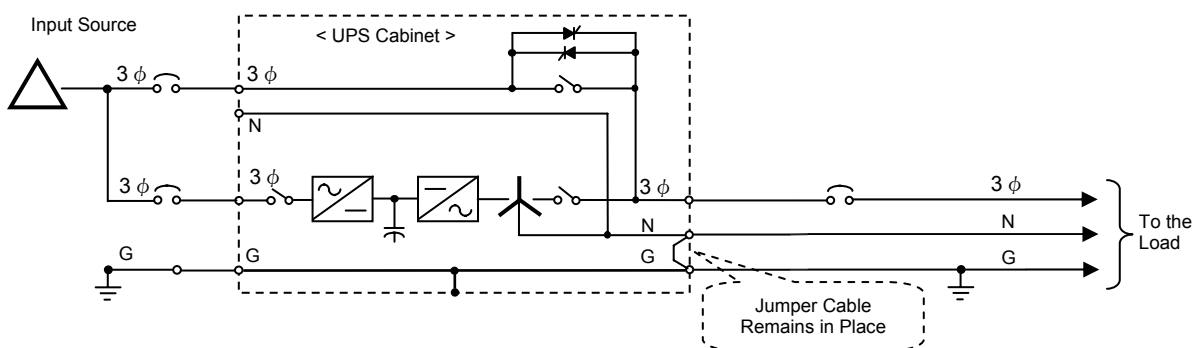 Input Source
< UPS Cabinet >
3 ϕ
3 ϕ
N
3 ϕ
3 ϕ
3 ϕ
3 ϕ
N
N
G
G
G
G
To the
Load
Jumper Cable
Remains in Place